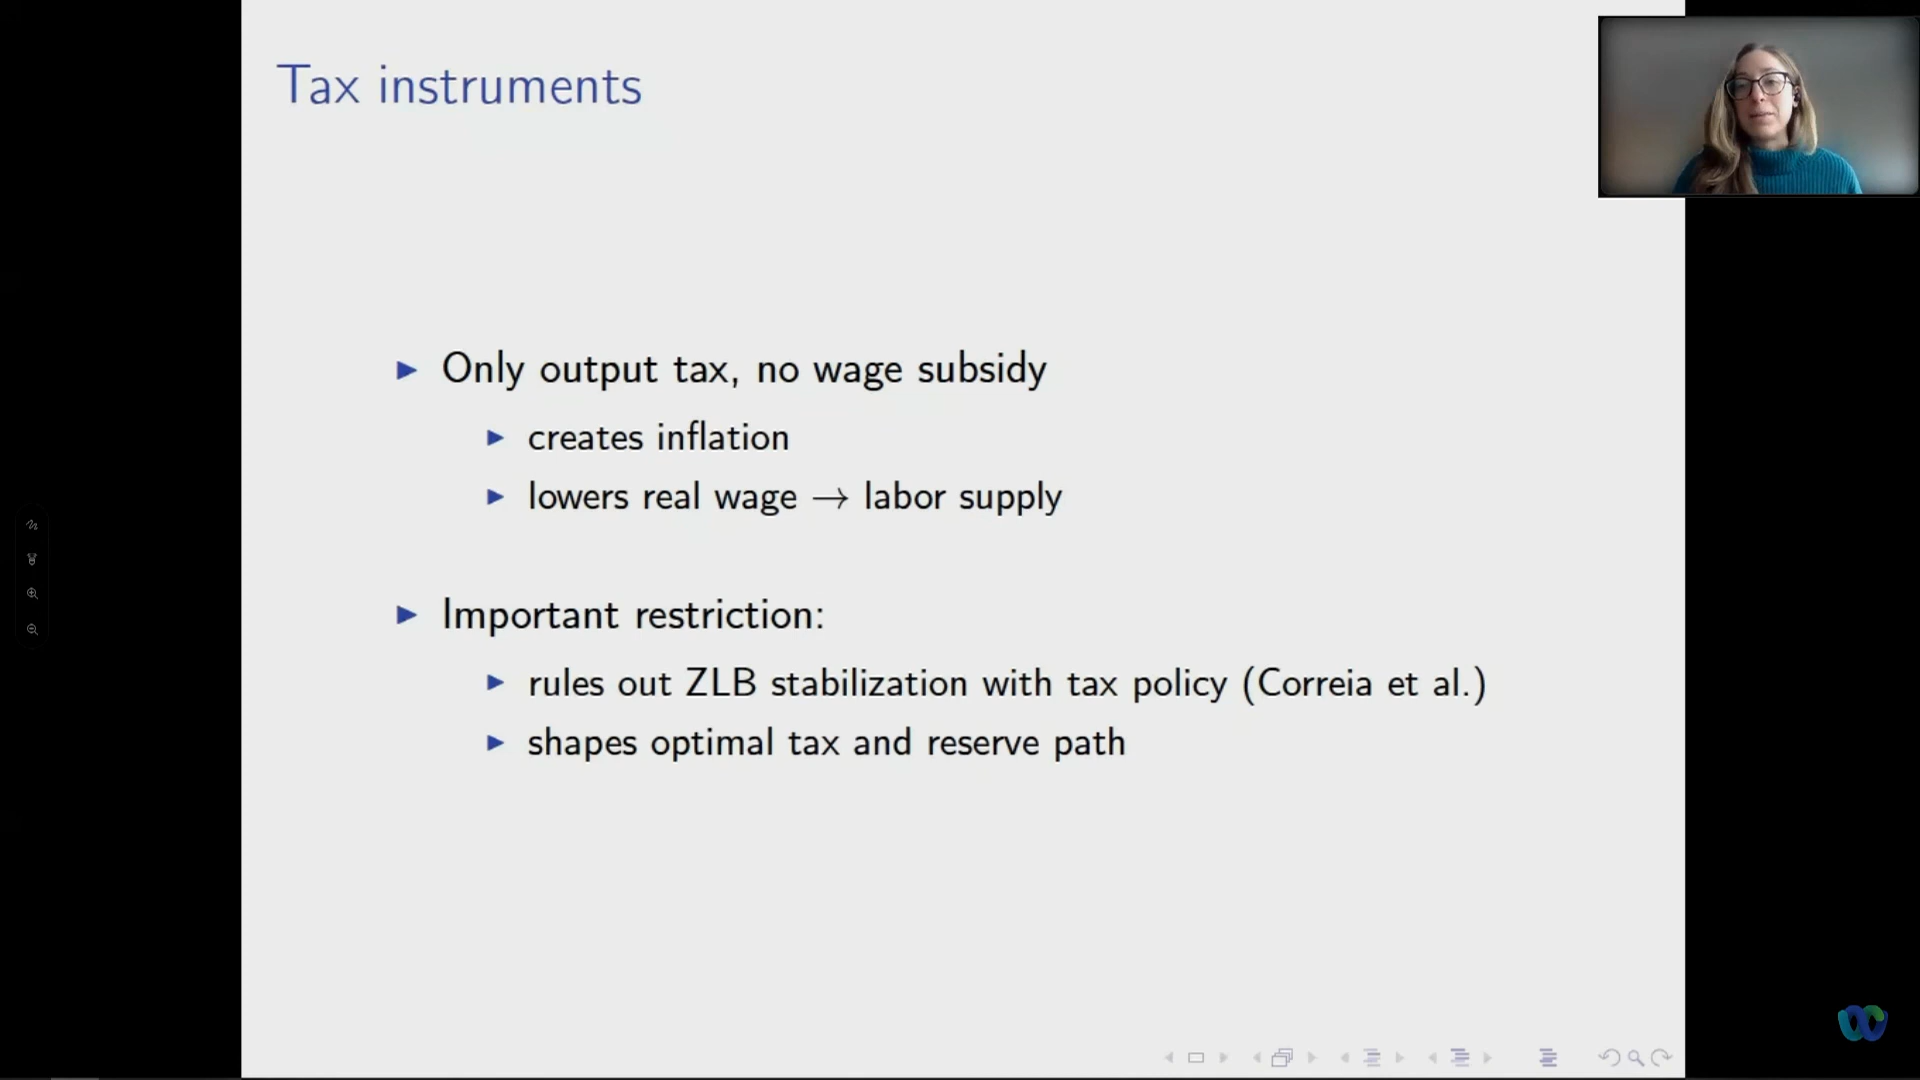 Tax instruments
Only output tax, no wage subsidy
creates inflation
lowers real wage → labor supply
Important restriction:
rules out ZLB stabilization with tax policy (Correia et al.)
shapes optimal tax and reserve path